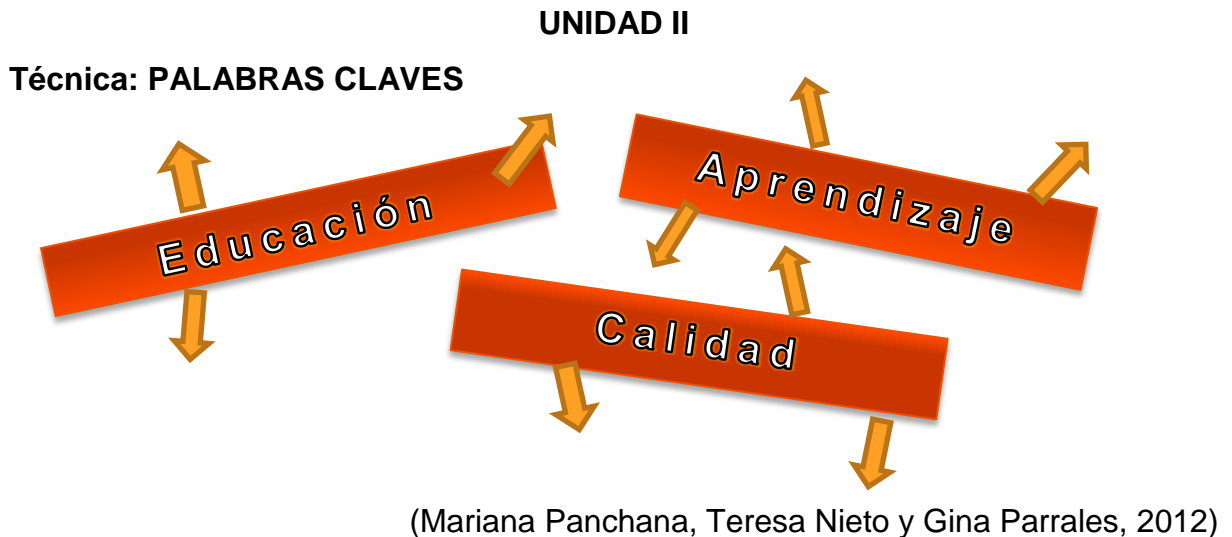 UNIDAD II
Técnica: PALABRAS CLAVES
Educación
Aprendizaje
Calidad
(Mariana Panchana, Teresa Nieto y Gina Parrales, 2012)